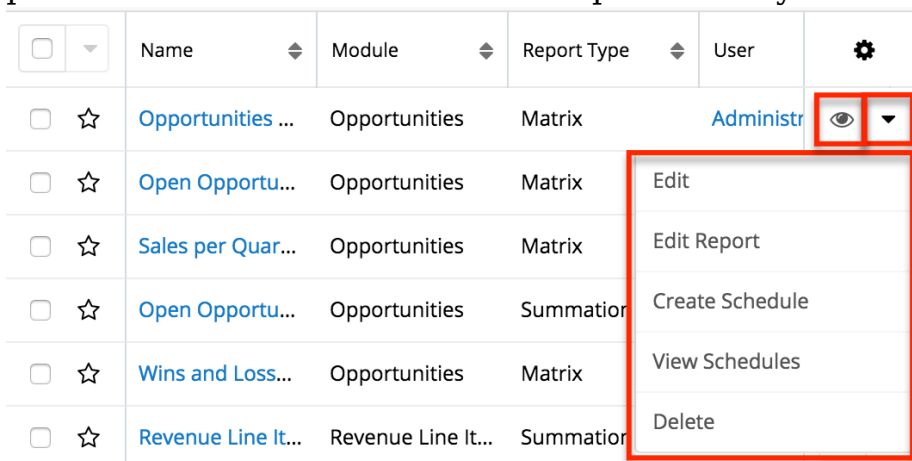 Name Module Report Type User
Opportunities ... Opportunities Matrix Administr
Open Opportu... Opportunities Matrix
Edit
Sales per Quar... Opportunities Matrix
Edit Report
Open Opportu... Opportunities Summation
Create Schedule
Wins and Loss... Opportunities Matrix
View Schedules
Revenue Line It... Revenue Line It... Summation
Delete